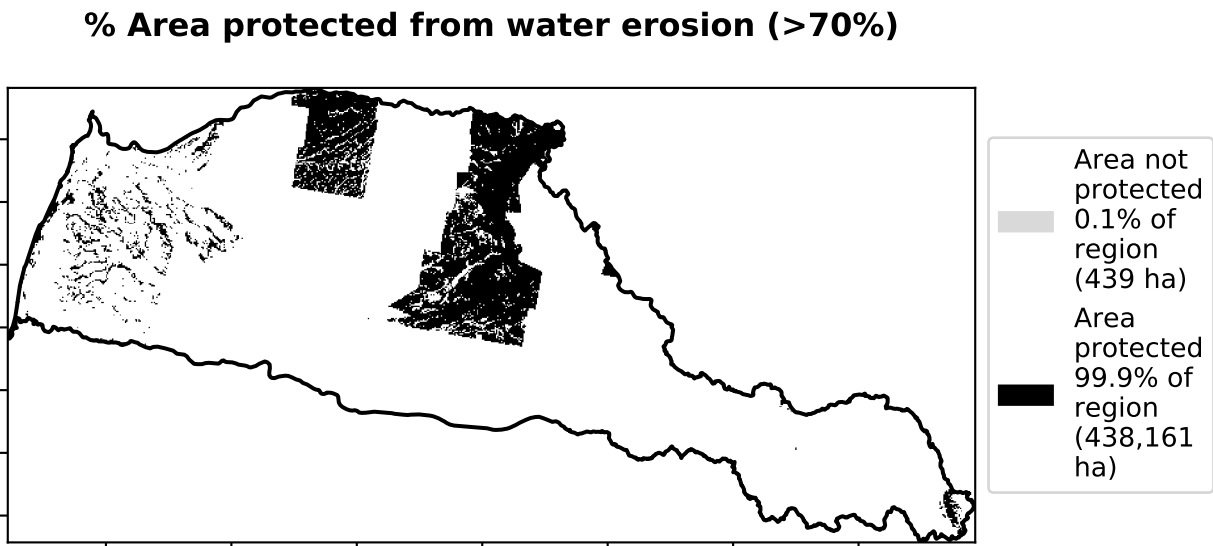 % Area protected from water erosion (>70%)
Area not
protected
0.1% of
region
(439 ha)
Area
protected
99.9% of
region
(438,161
ha)